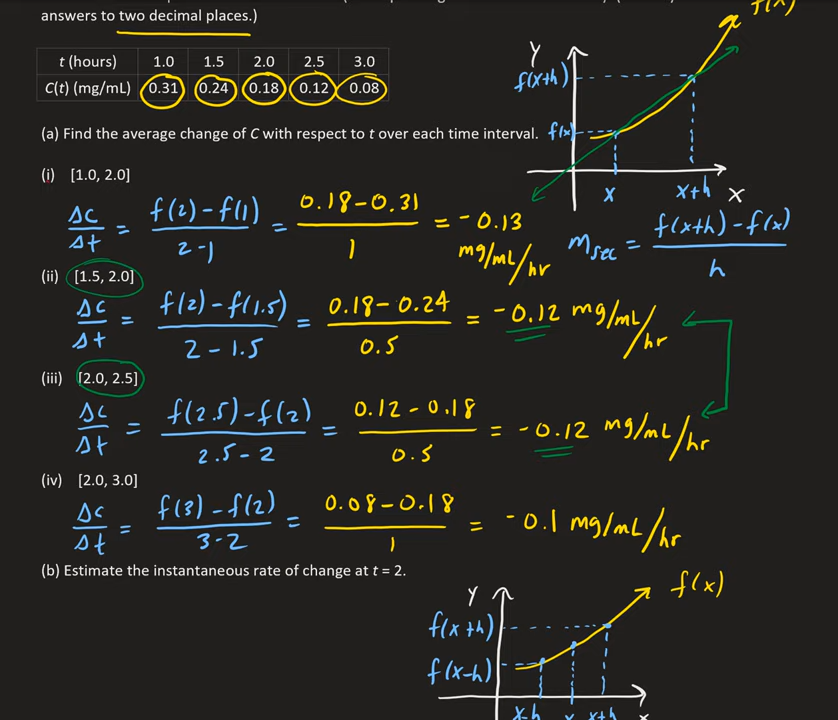 answers to two decimal places.)
f(x)
t (hours) 1.0 1.5 2.0 2.5 3.0
C(t) (mg/mL) 0.31 0.24 0.18 0.12 0.08
y
f(x+h)
f(x)
x x+h x
(a) Find the average change of C with respect to t over each time interval.
(i) [1.0, 2.0]
Δc/Δt = f(2) - f(1)/2-1 = 0.18-0.31/1 = -0.13 mg/mL/hr
m sec = f(x+h) - f(x)/h
(ii) [1.5, 2.0]
Δc/Δt = f(2) - f(1.5)/2 - 1.5 = 0.18-0.24/0.5 = -0.12 mg/mL/hr
(iii) [2.0, 2.5]
Δc/Δt = f(2.5) - f(2)/2.5-2 = 0.12-0.18/0.5 = -0.12 mg/mL/hr
(iv) [2.0, 3.0]
Δc/Δt = f(3) - f(2)/3-2 = 0.08-0.18/1 = -0.1 mg/mL/hr
(b) Estimate the instantaneous rate of change at t = 2.
y
f(x)
f(x+h)
f(x-h)
x-h x x+h x